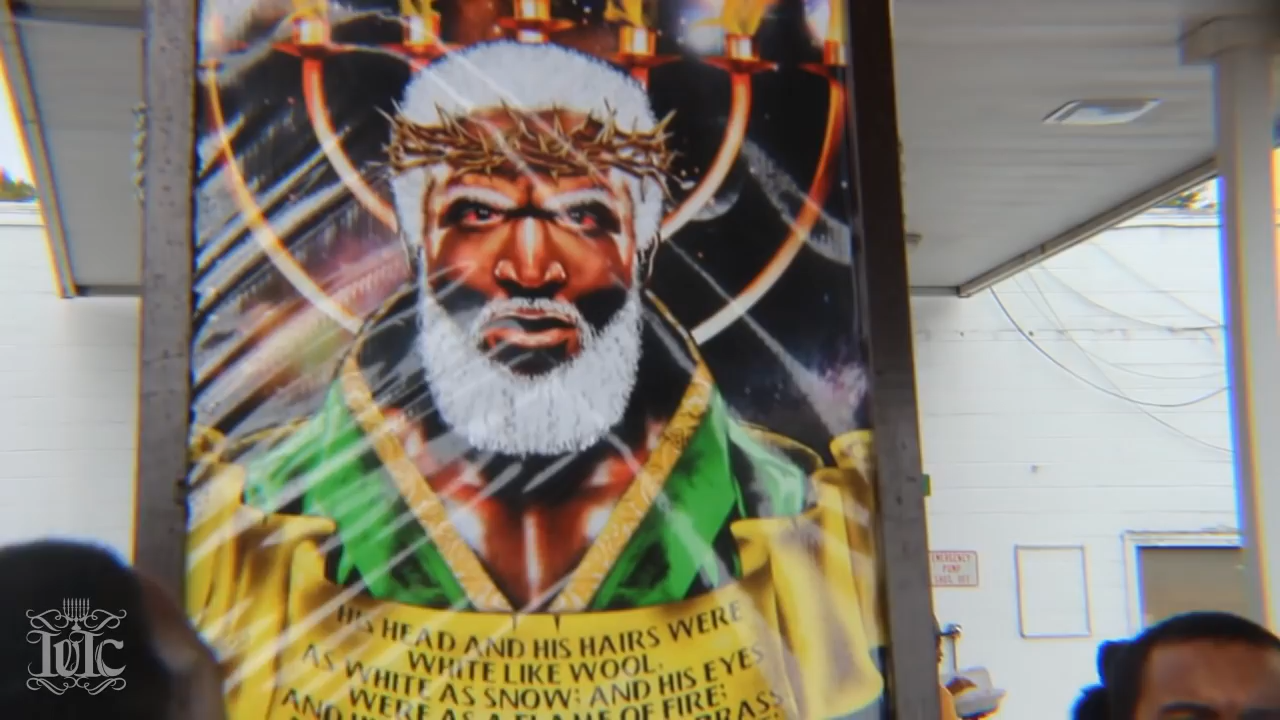 HIS HEAD AND HIS HAIRS WERE
WHITE LIKE WOOL,
AS WHITE AS SNOW; AND HIS EYES
WERE AS A FLAME OF FIRE;
BRASS;
EMERGENCY
PUMP
IUIC